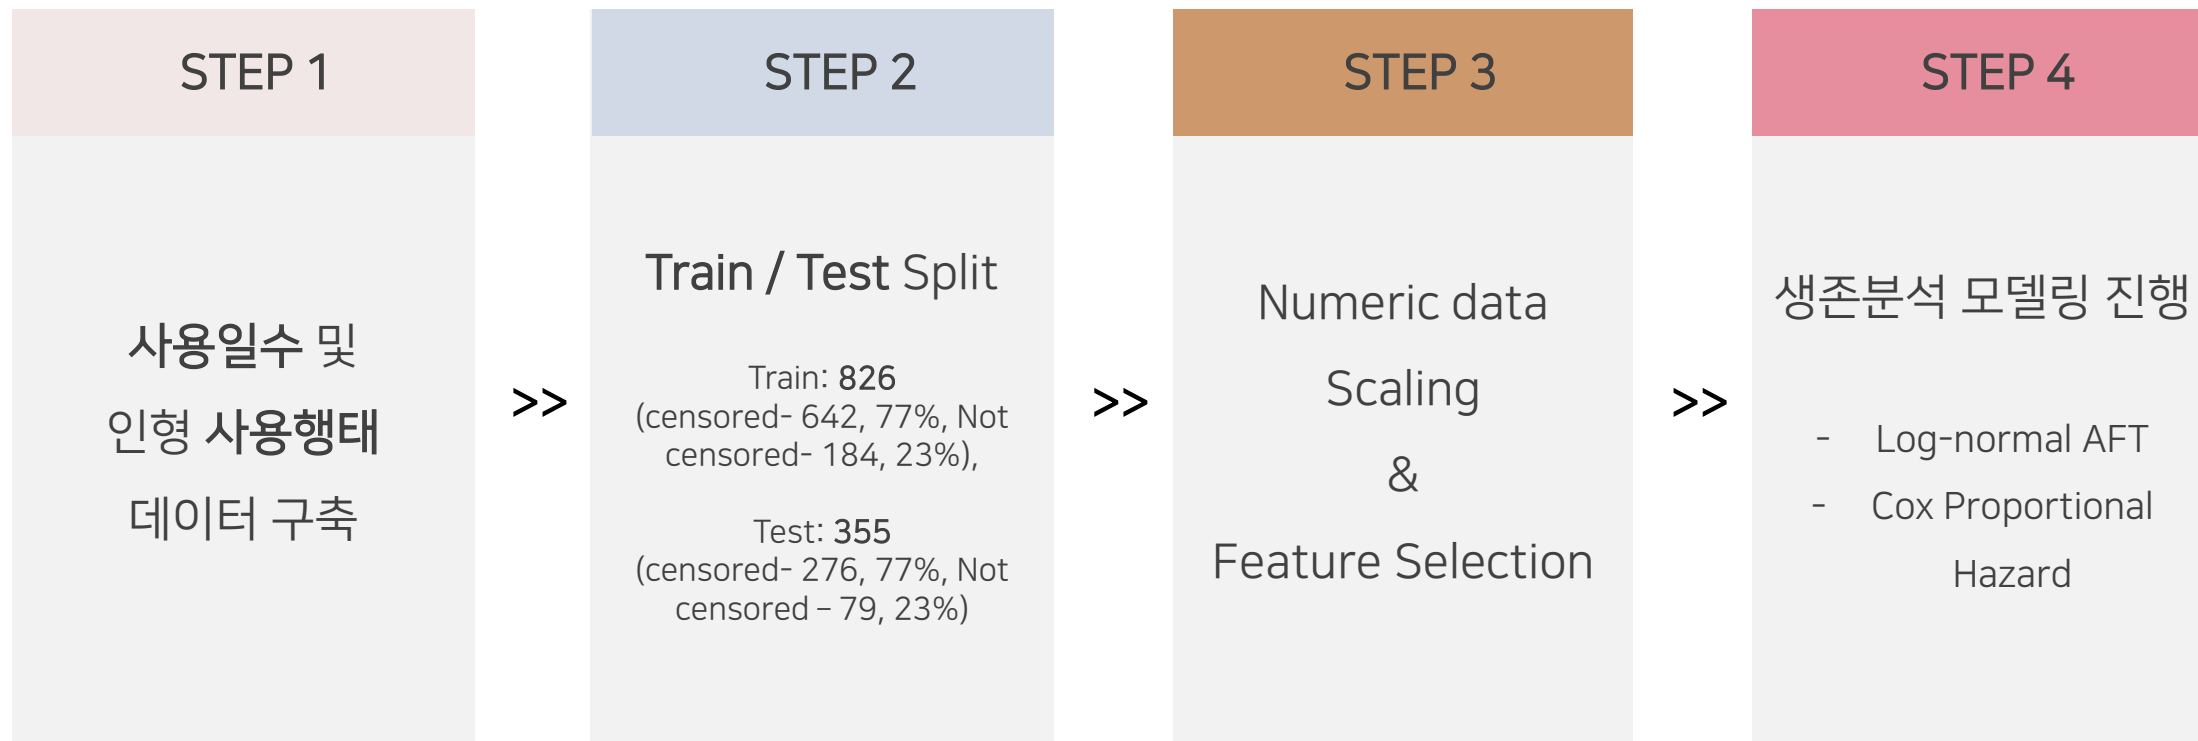 STEP 1
사용일수 및
인형 사용행태
데이터 구축
>>
STEP 2
Train / Test Split
Train: 826
(censored- 642, 77%, Not
censored- 184, 23%),
Test: 355
(censored- 276, 77%, Not
censored – 79, 23%)
>>
STEP 3
Numeric data
Scaling
&
Feature Selection
>>
STEP 4
생존분석 모델링 진행
- Log-normal AFT
- Cox Proportional
Hazard